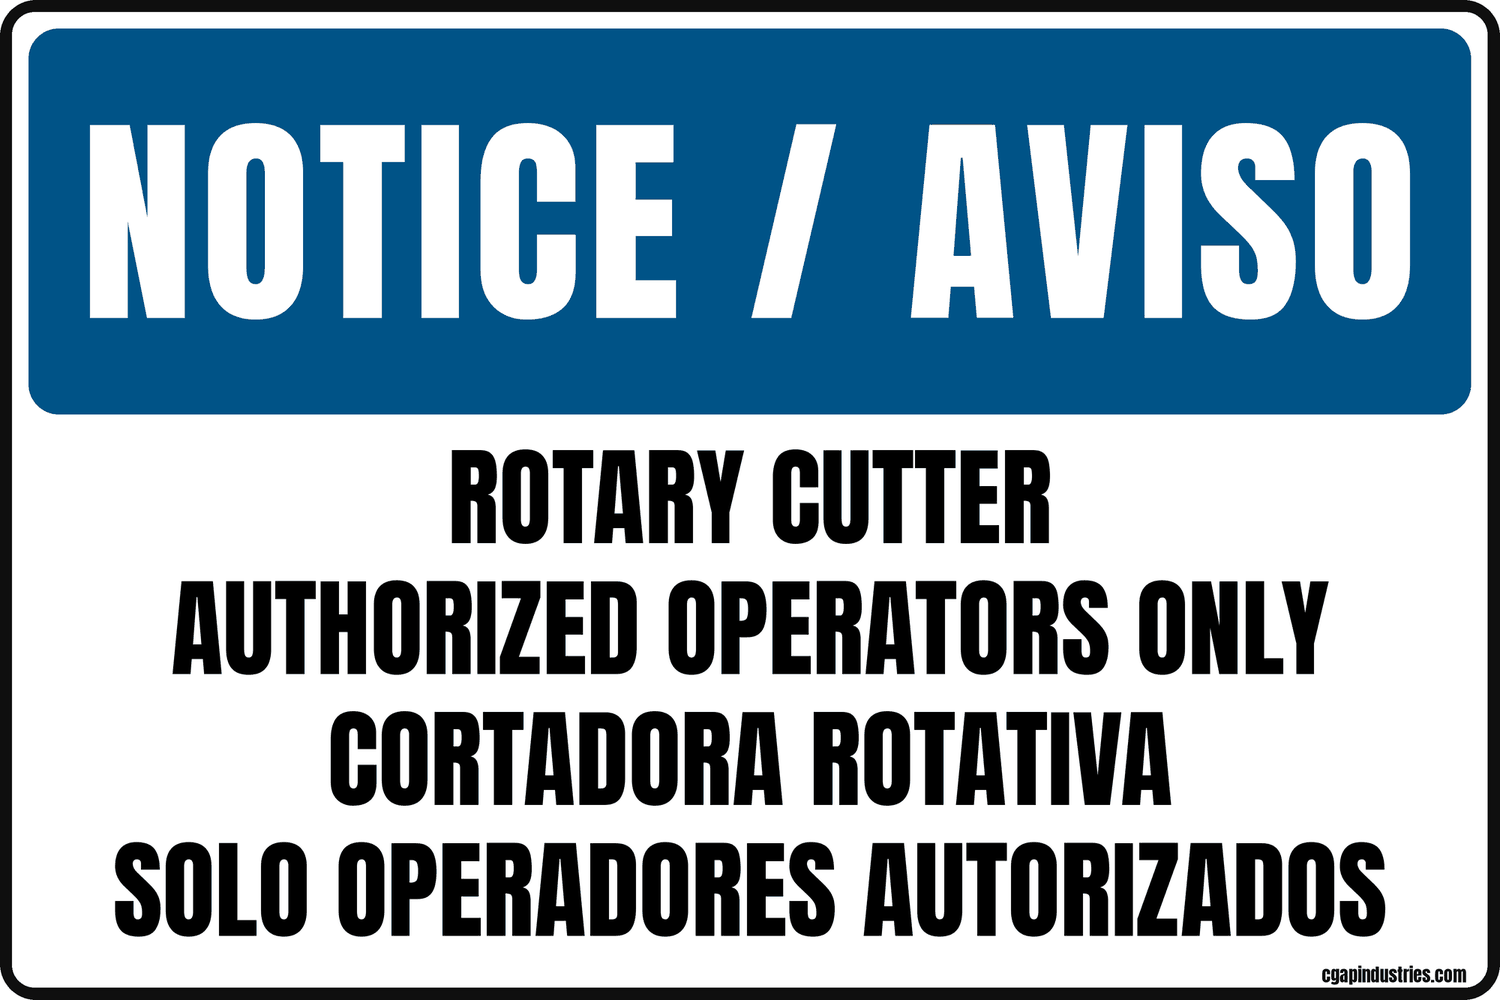 NOTICE / AVISO
ROTARY CUTTER
AUTHORIZED OPERATORS ONLY
CORTADORA ROTATIVA
SOLO OPERADORES AUTORIZADOS
cgapindustries.com